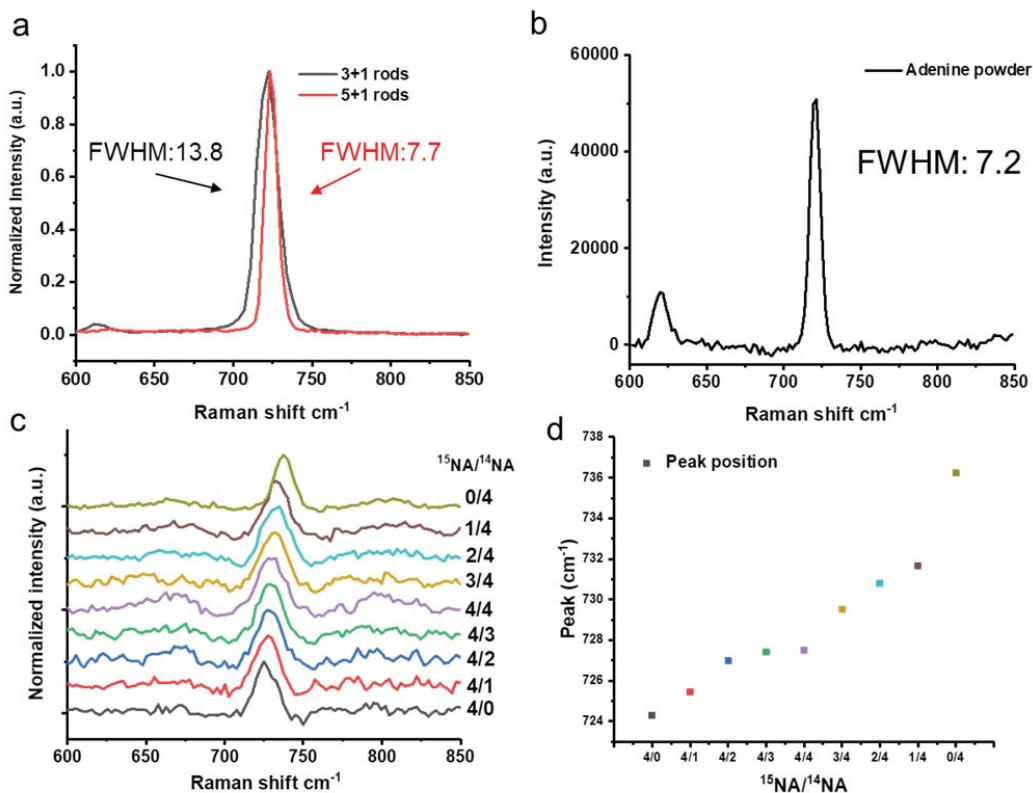 a
3+1 rods
5+1 rods
FWHM:13.8
FWHM:7.7
Normalized Intensity (a.u.)
1.0
0.8
0.6
0.4
0.2
0.0
600 650 700 750 800 850
Raman shift cm⁻¹
b
Adenine powder
FWHM: 7.2
Intensity (a.u.)
60000
40000
20000
0
600 650 700 750 800 850
Raman shift cm⁻¹
c
¹⁵NA/¹⁴NA
0/4
1/4
2/4
3/4
4/4
4/3
4/2
4/1
4/0
Normalized intensity (a.u.)
600 650 700 750 800 850
Raman shift cm⁻¹
d
Peak position
Peak (cm⁻¹)
738
736
734
732
730
728
726
724
4/0 4/1 4/2 4/3 4/4 3/4 2/4 1/4 0/4
¹⁵NA/¹⁴NA